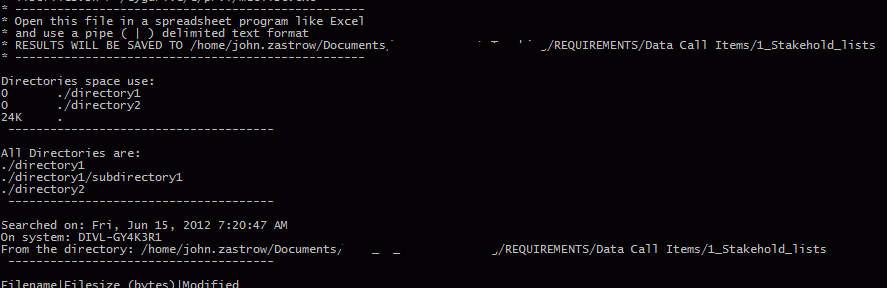 * --------------------------------------------------
* Open this file in a spreadsheet program like Excel
* and use a pipe ( | ) delimited text format
* RESULTS WILL BE SAVED TO /home/john.zastrow/Documents/ /REQUIREMENTS/Data Call Items/1_Stakehold_lists
* --------------------------------------------------
Directories space use:
0 ./directory1
0 ./directory2
24K .
--------------------------------------
All Directories are:
./directory1
./directory1/subdirectory1
./directory2
--------------------------------------
Searched on: Fri, Jun 15, 2012 7:20:47 AM
On system: DIVL-GY4K3R1
From the directory: /home/john.zastrow/Documents/ /REQUIREMENTS/Data Call Items/1_Stakehold_lists
--------------------------------------
Filename|Filesize (bytes)|Modified